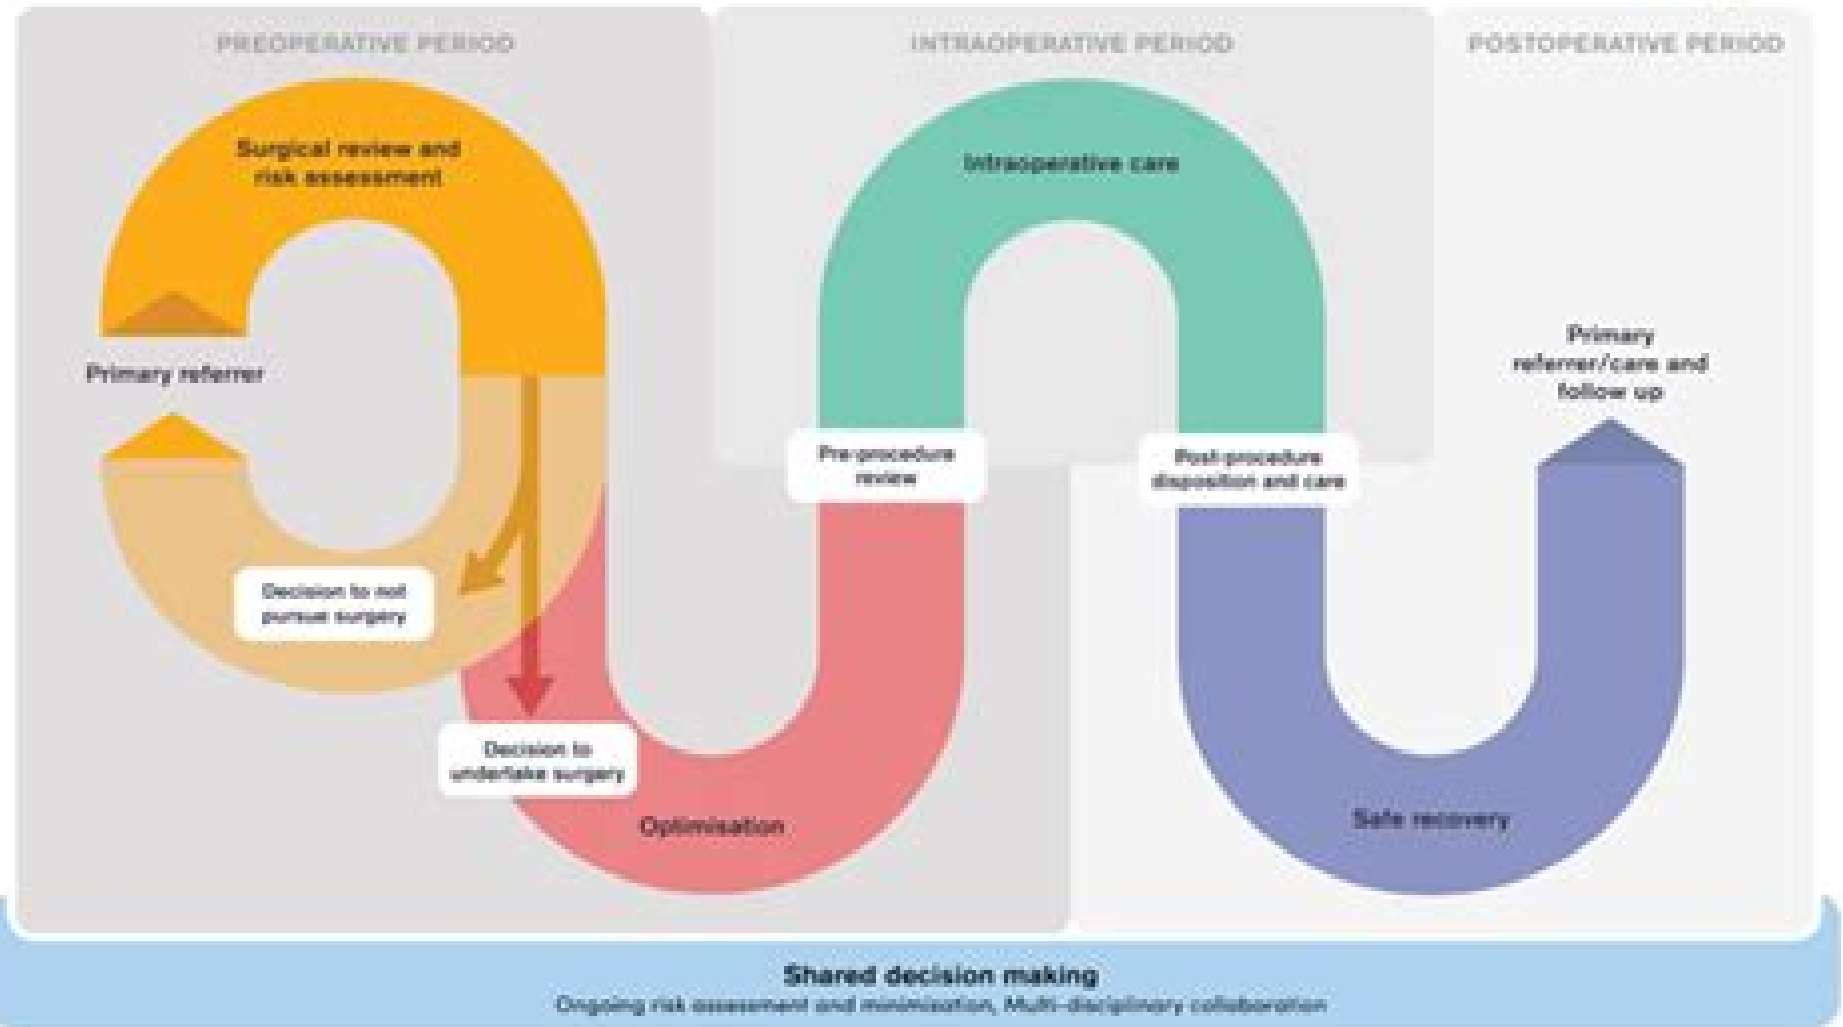 PREOPERATIVE PERIOD
INTRAOPERATIVE PERIOD
POSTOPERATIVE PERIOD
Surgical review and
risk assessment
Intraoperative care
Primary referrer
Primary
referrer/care and
follow up
Pre-procedure
review
Post-procedure
disposition and care
Decision to not
pursue surgery
Decision to
undertake surgery
Optimisation
Safe recovery
Shared decision making
Ongoing risk assessment and minimisation, Multi-disciplinary collaboration